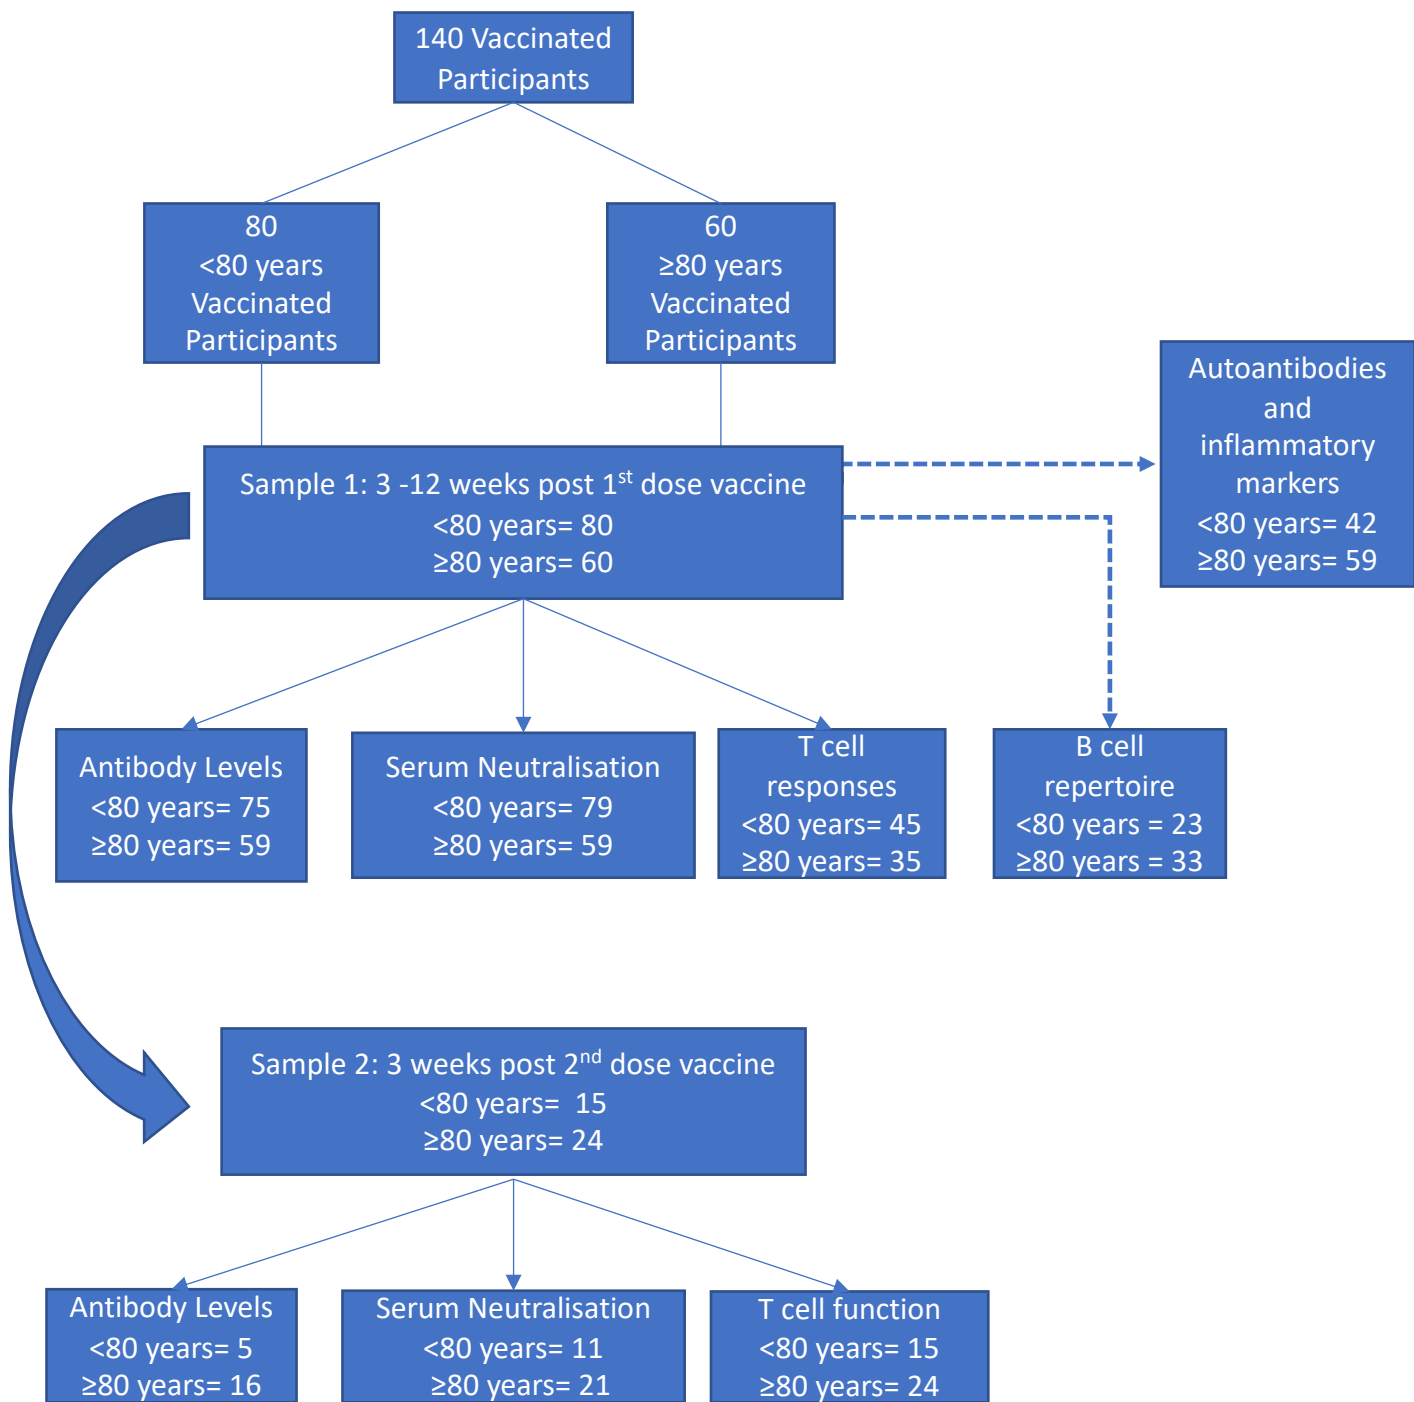 140 Vaccinated
Participants
80
<80 years
Vaccinated
Participants
60
≥80 years
Vaccinated
Participants
Autoantibodies
and
inflammatory
markers
<80 years= 42
≥80 years= 59
Sample 1: 3 -12 weeks post 1st dose vaccine
<80 years= 80
≥80 years= 60
Antibody Levels
<80 years= 75
≥80 years= 59
Serum Neutralisation
<80 years= 79
≥80 years= 59
T cell
responses
<80 years= 45
≥80 years= 35
B cell
repertoire
<80 years = 23
≥80 years = 33
Sample 2: 3 weeks post 2nd dose vaccine
<80 years=  15
≥80 years= 24
Antibody Levels
<80 years= 5
≥80 years= 16
Serum Neutralisation
<80 years= 11
≥80 years= 21
T cell function
<80 years= 15
≥80 years= 24